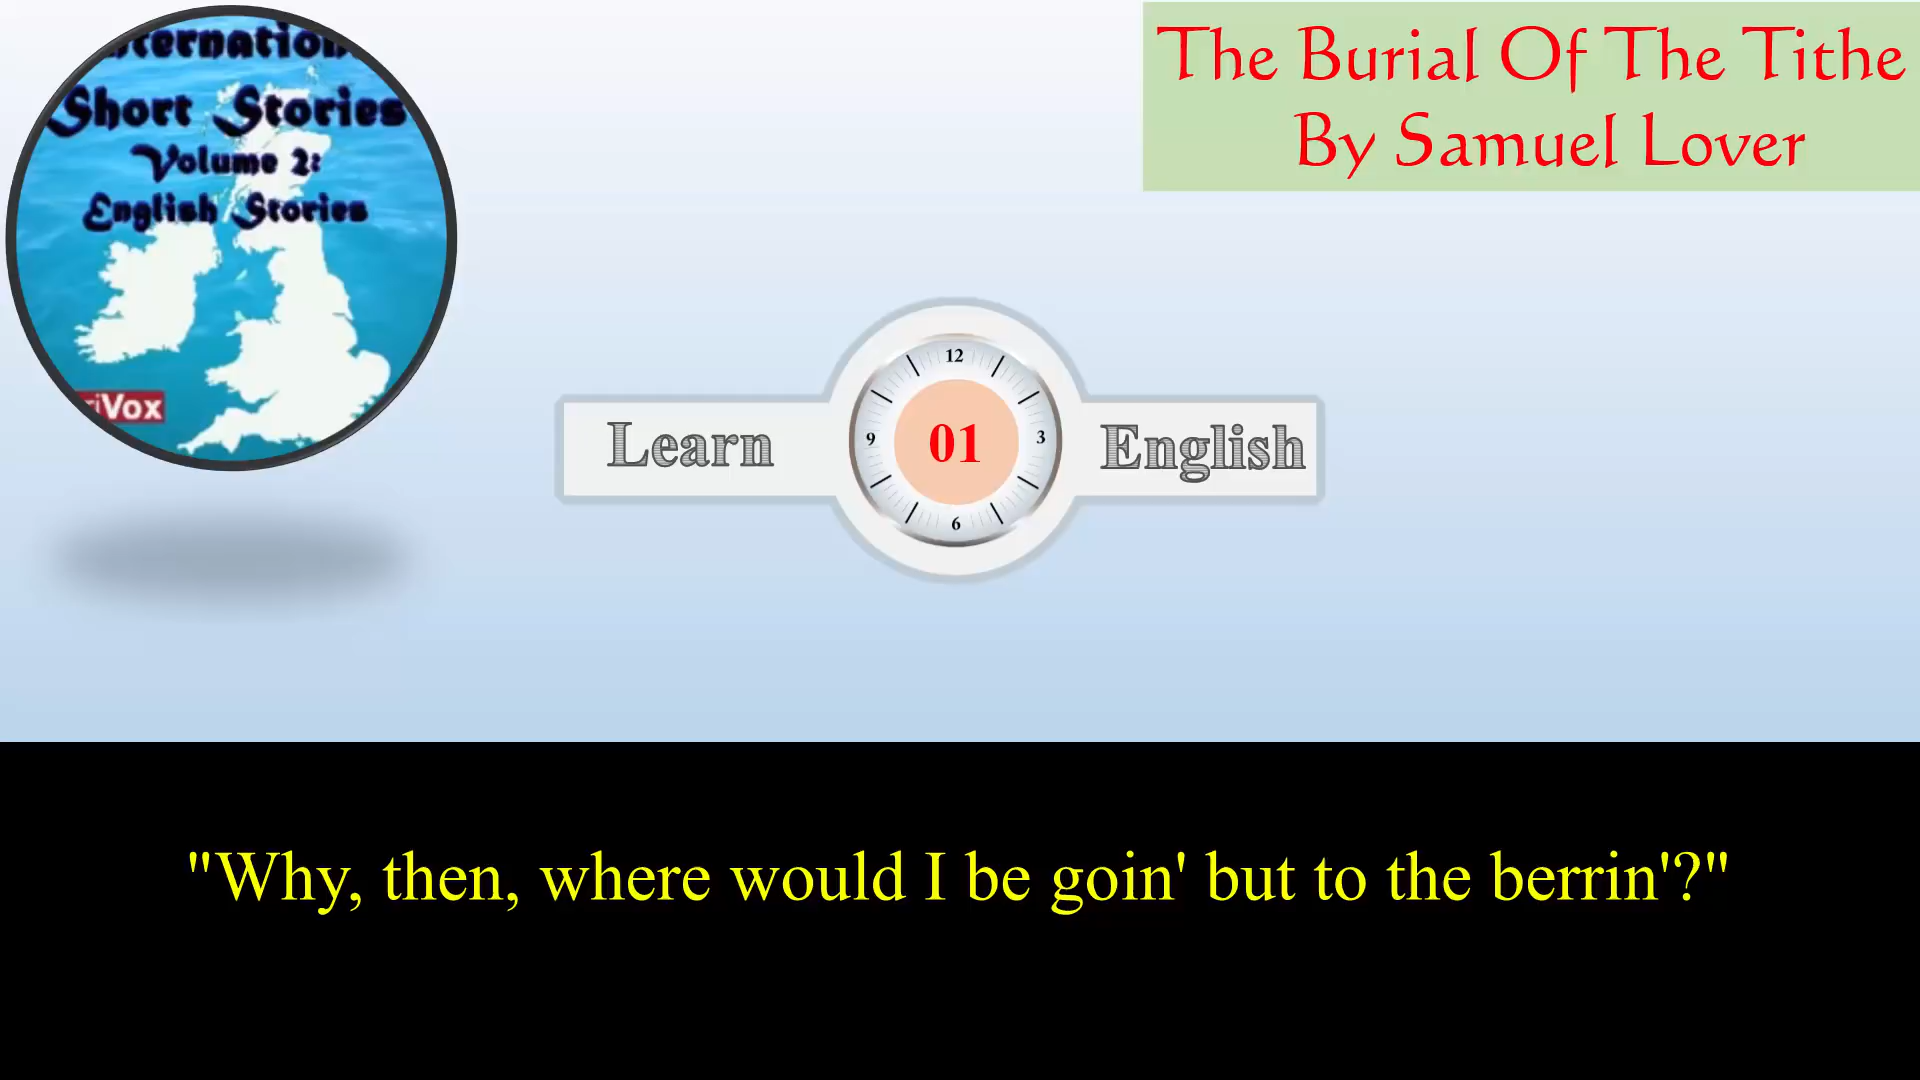 Short Stories
Volume 2:
English Stories
The Burial Of The Tithe
By Samuel Lover
Learn
12
3
6
9
01
English
"Why, then, where would I be goin' but to the berrin'?"